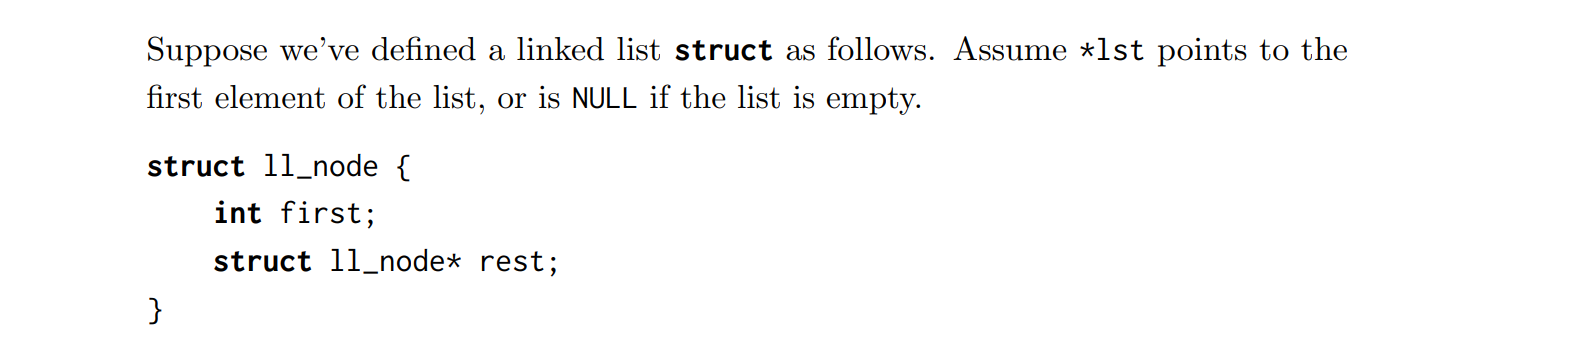 Suppose we've defined a linked list struct as follows. Assume *lst points to the
first element of the list, or is NULL if the list is empty.
struct ll_node {
    int first;
    struct ll_node* rest;
}